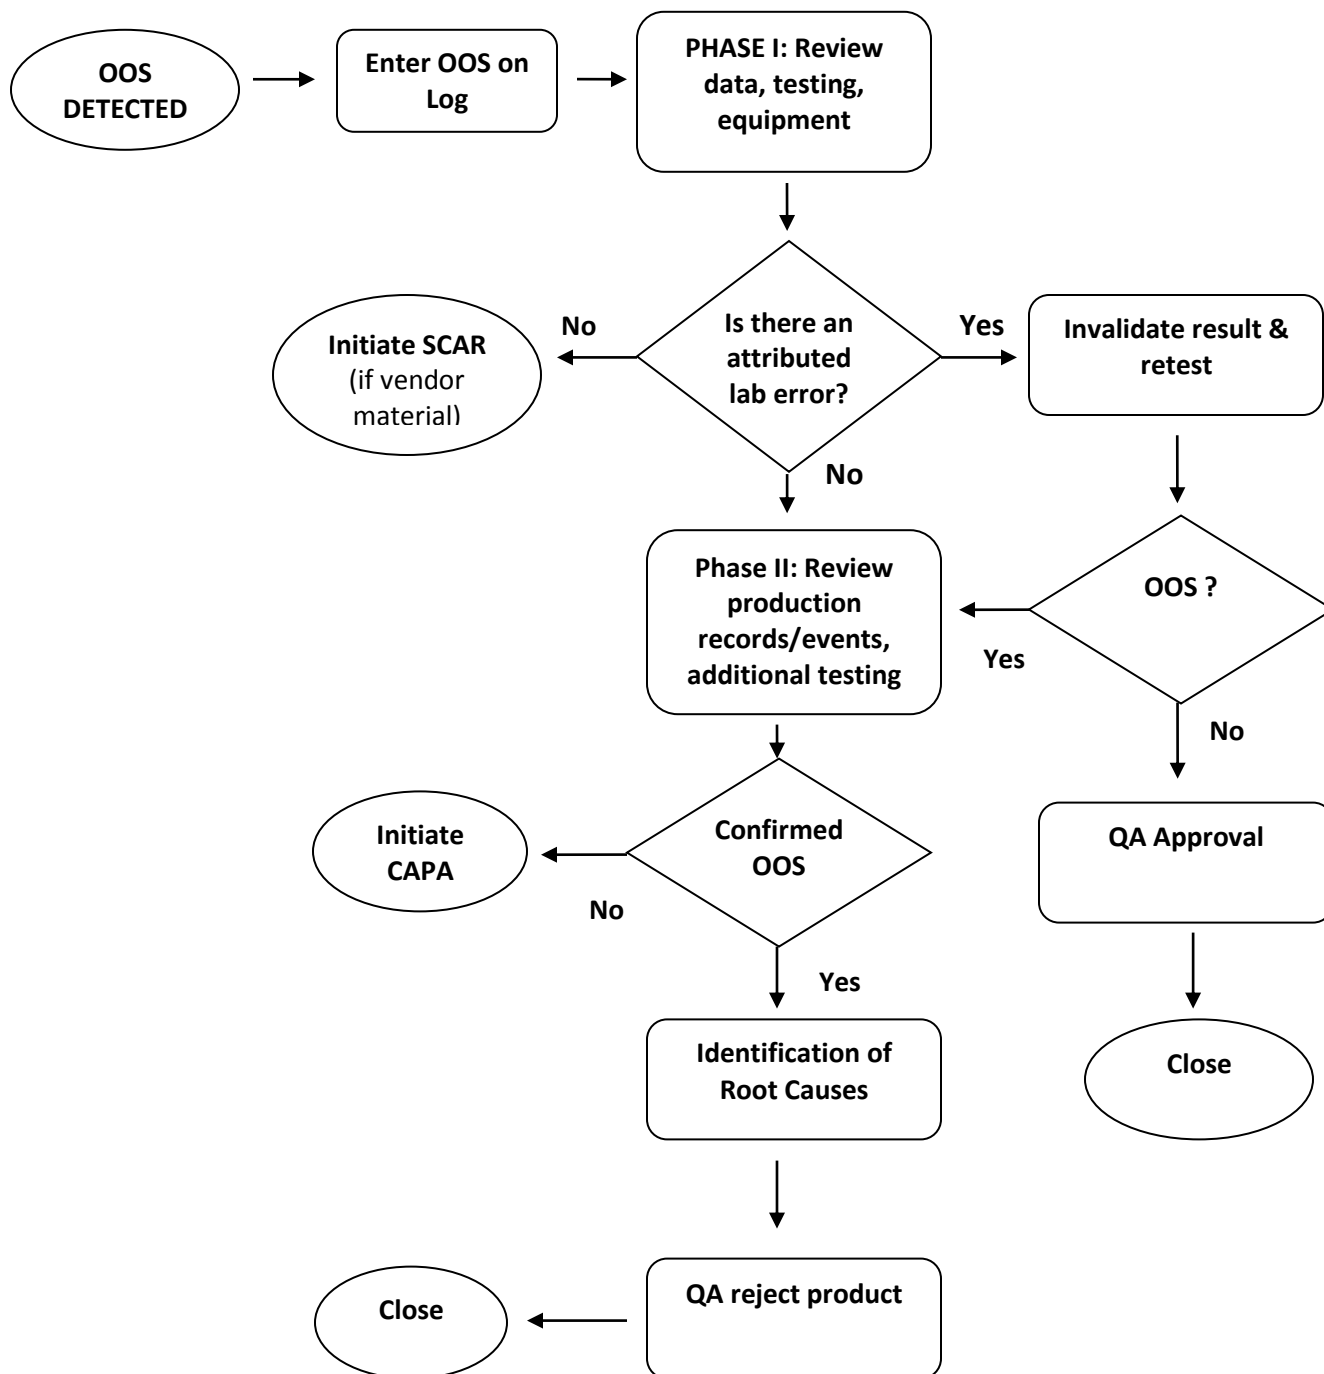 OOS
DETECTED
Enter OOS on
Log
PHASE I: Review
data, testing,
equipment
Is there an
attributed
lab error?
No
Initiate SCAR
(if vendor
material)
Yes
Invalidate result &
retest
No
Phase II: Review
production
records/events,
additional testing
OOS ?
Yes
No
QA Approval
Close
Confirmed
OOS
No
Initiate
CAPA
Yes
Identification of
Root Causes
QA reject product
Close